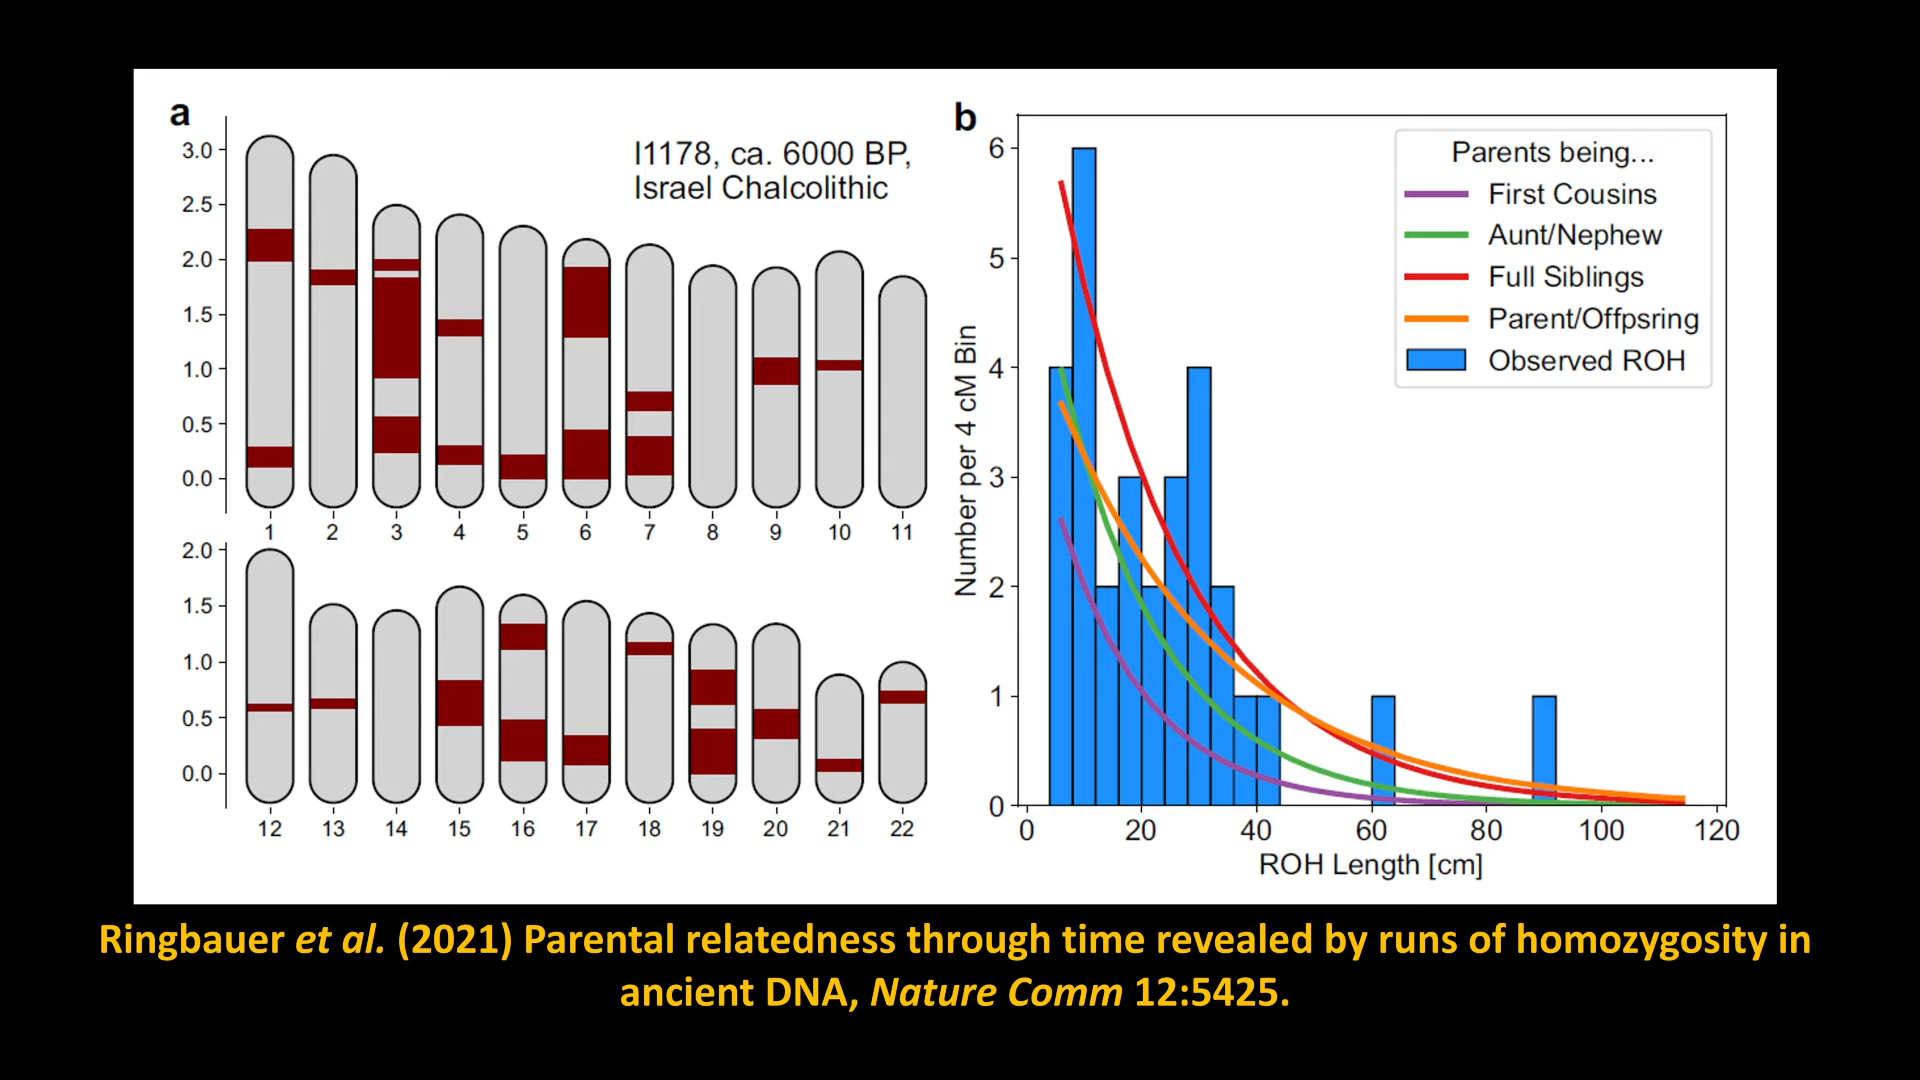 a
I1178, ca. 6000 BP,
Israel Chalcolithic
3.0
2.5
2.0
1.5
1.0
0.5
0.0
1 2 3 4 5 6 7 8 9 10 11
2.0
1.5
1.0
0.5
0.0
12 13 14 15 16 17 18 19 20 21 22
b
Parents being...
First Cousins
Aunt/Nephew
Full Siblings
Parent/Offpsring
Observed ROH
Number per 4 cM Bin
6
5
4
3
2
1
0
0 20 40 60 80 100 120
ROH Length [cm]
Ringbauer et al. (2021) Parental relatedness through time revealed by runs of homozygosity in
ancient DNA, Nature Comm 12:5425.